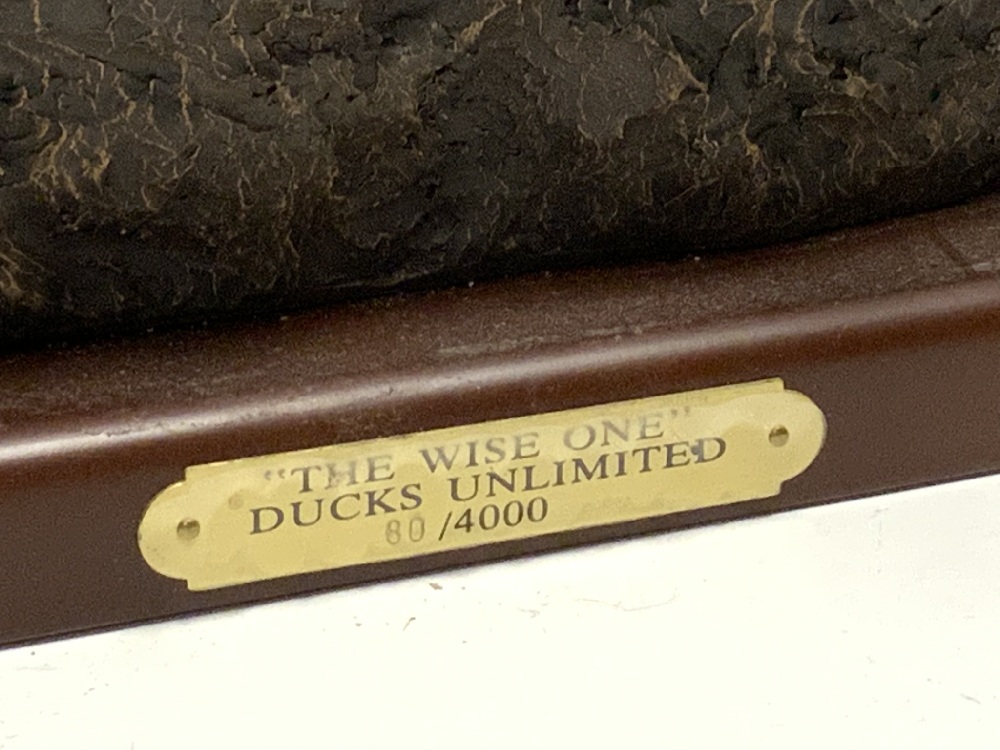 "THE WISE ONE"
DUCKS UNLIMITED
80/4000